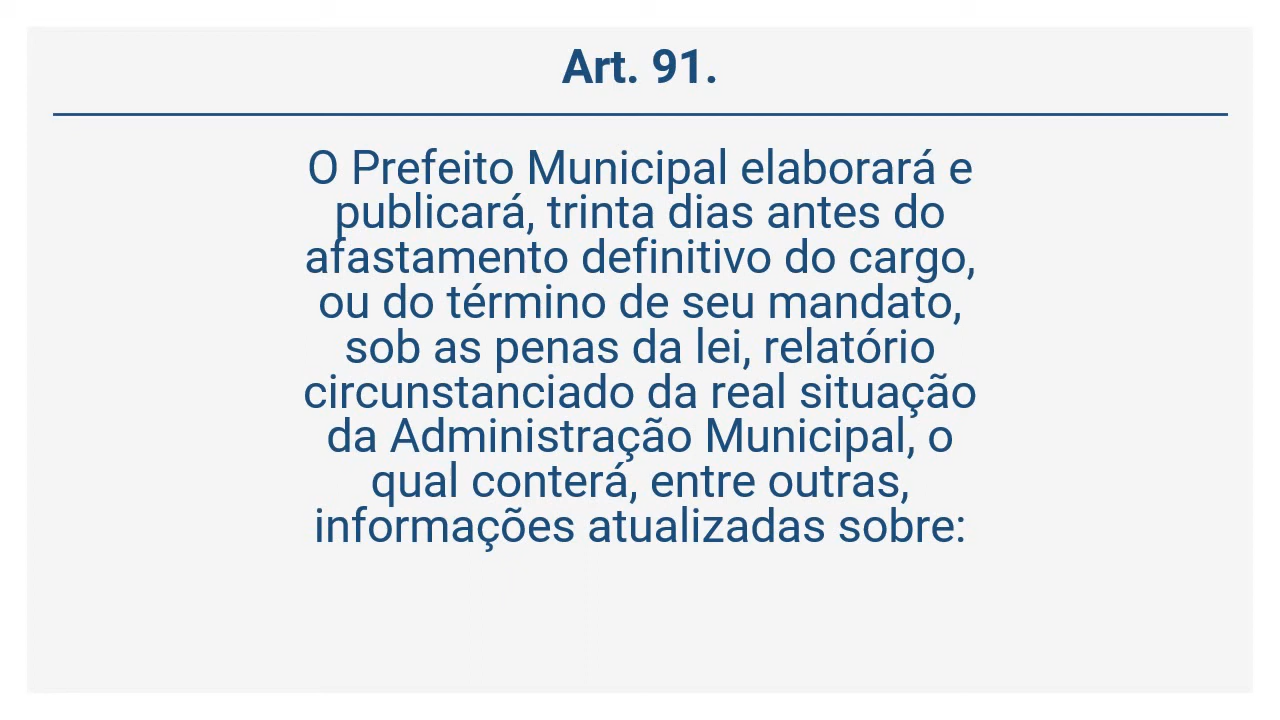 Art. 91.
O Prefeito Municipal elaborará e
publicará, trinta dias antes do
afastamento definitivo do cargo,
ou do término de seu mandato,
sob as penas da lei, relatório
circunstanciado da real situação
da Administração Municipal, o
qual conterá, entre outras,
informações atualizadas sobre: